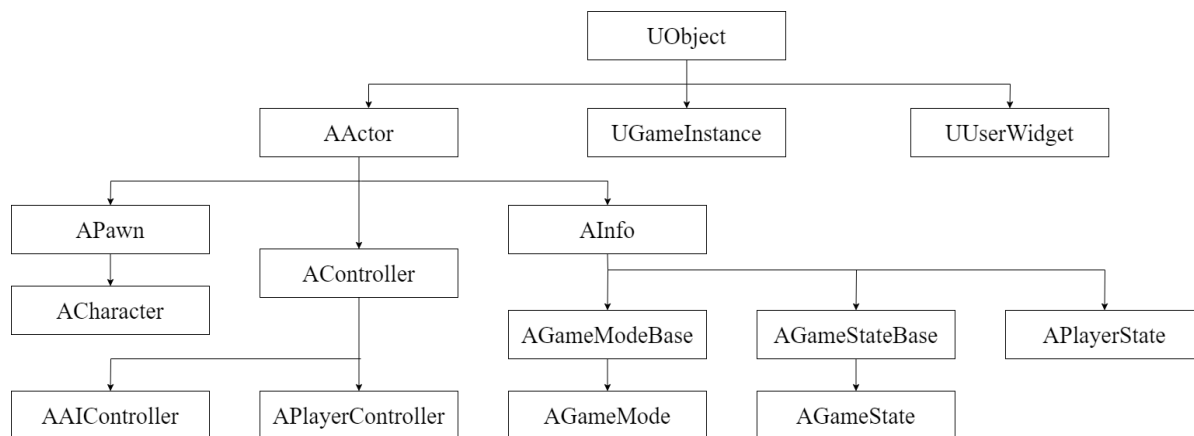 UObject
AActor
UGameInstance
UUserWidget
APawn
AInfo
AController
ACharacter
AGameModeBase
AGameStateBase
APlayerState
AAIController
APlayerController
AGameMode
AGameState